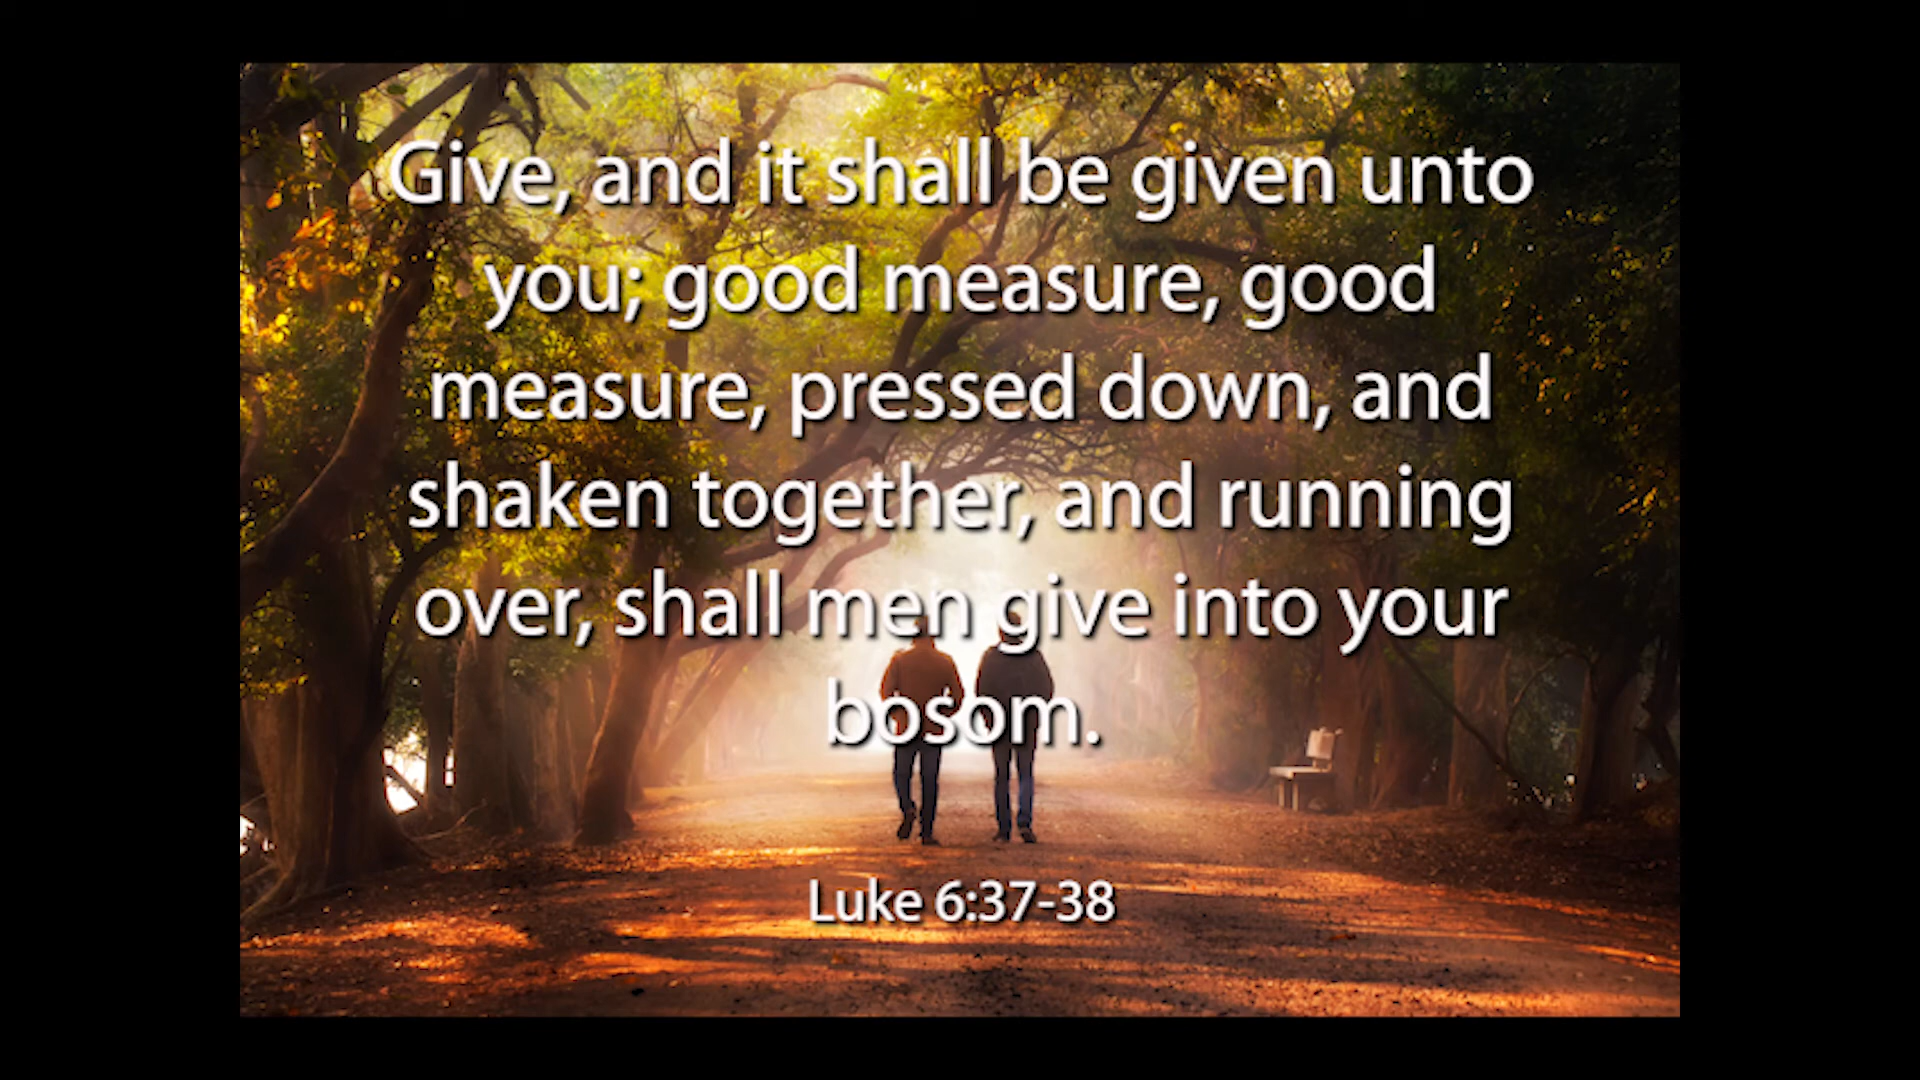 Give, and it shall be given unto
you; good measure, good
measure, pressed down, and
shaken together, and running
over, shall men give into your
bosom.
Luke 6:37-38